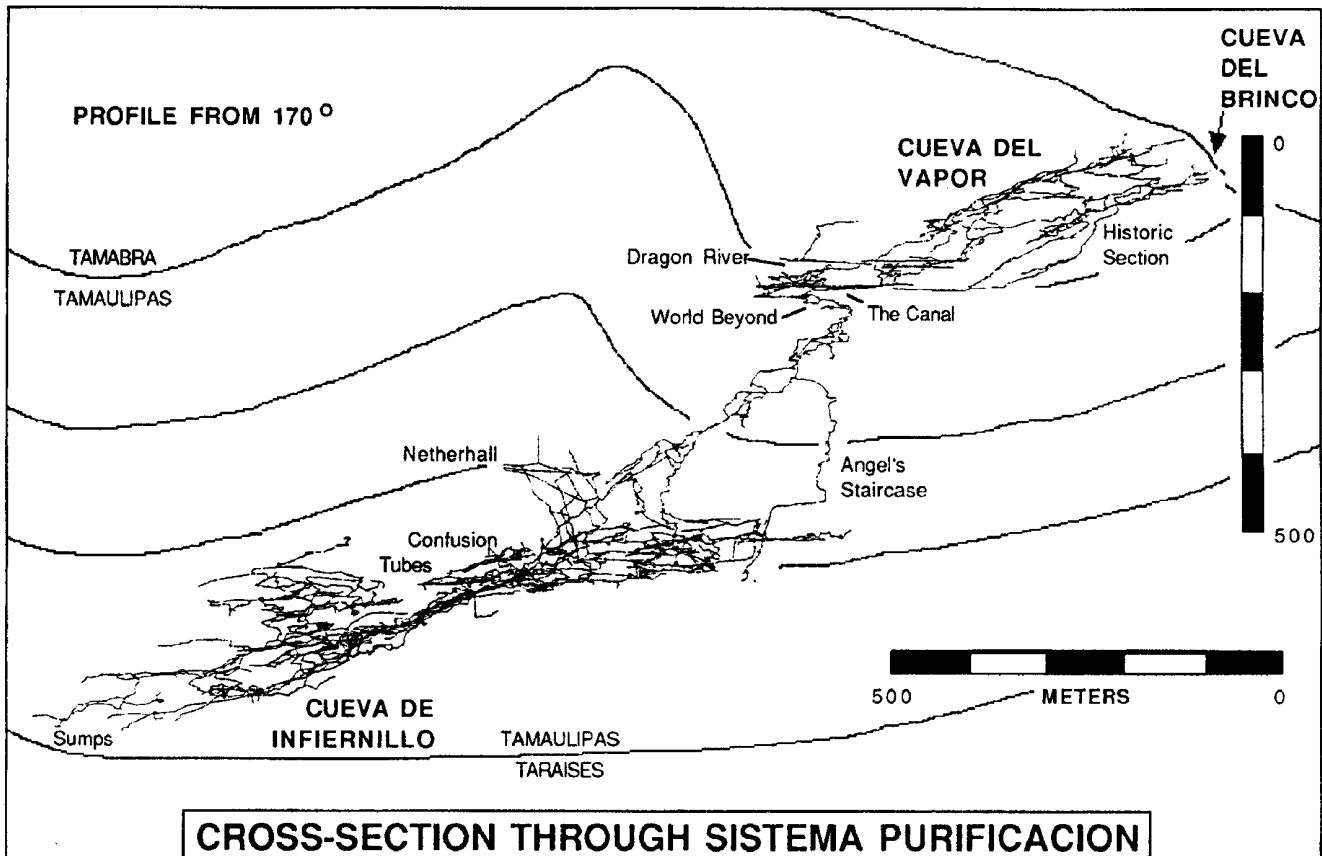 CUEVA
DEL
BRINCO
PROFILE FROM 170°
0
CUEVA DEL
VAPOR
Historic
Section
TAMABRA
TAMAULIPAS
Dragon River
World Beyond
The Canal
Netherhall
Angel's
Staircase
500
Confusion
Tubes
?
500 METERS 0
CUEVA DE
INFIERNILLO
Sumps
TAMAULIPAS
TARAISES
CROSS-SECTION THROUGH SISTEMA PURIFICACION